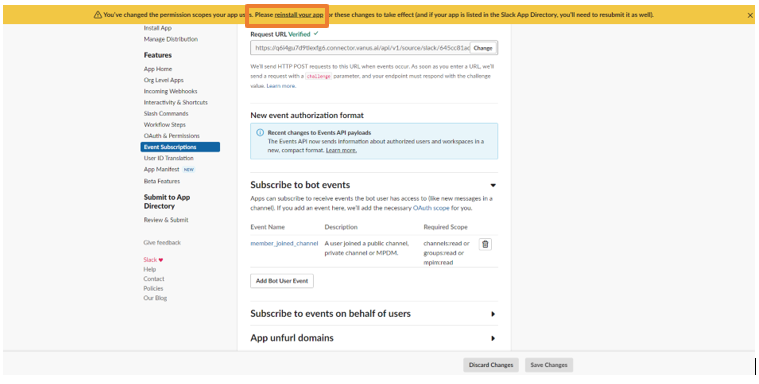 You've changed the permission scopes your app uses. Please reinstall your app for these changes to take effect (and if your app is listed in the Slack App Directory, you'll need to resubmit it as well).
Install App
Manage Distribution
Features
App Home
Org Level Apps
Incoming Webhooks
Interactivity & Shortcuts
Slash Commands
Workflow Steps
OAuth & Permissions
Event Subscriptions
User ID Translation
App Manifest NEW
Beta Features
Submit to App
Directory
Review & Submit
Give feedback
Slack
Help
Contact
Policies
Our Blog
Request URL Verified
Change
We'll send HTTP POST requests to this URL when events occur. As soon as you enter a URL, we'll
send a request with a challenge parameter, and your endpoint must respond with the challenge
value. Learn more.
New event authorization format
Recent changes to Events API payloads
The Events API now sends information about authorized users and workspaces in a
new, compact format. Learn more.
Subscribe to bot events
Apps can subscribe to receive events the bot user has access to (like new messages in a
channel). If you add an event here, we'll add the necessary OAuth scope for you.
Event Name Description Required Scope
member_joined_channel A user joined a public channel, channels:read or
private channel or MPDM. groups:read or
mpim:read
Add Bot User Event
Subscribe to events on behalf of users
App unfurl domains
Discard Changes Save Changes